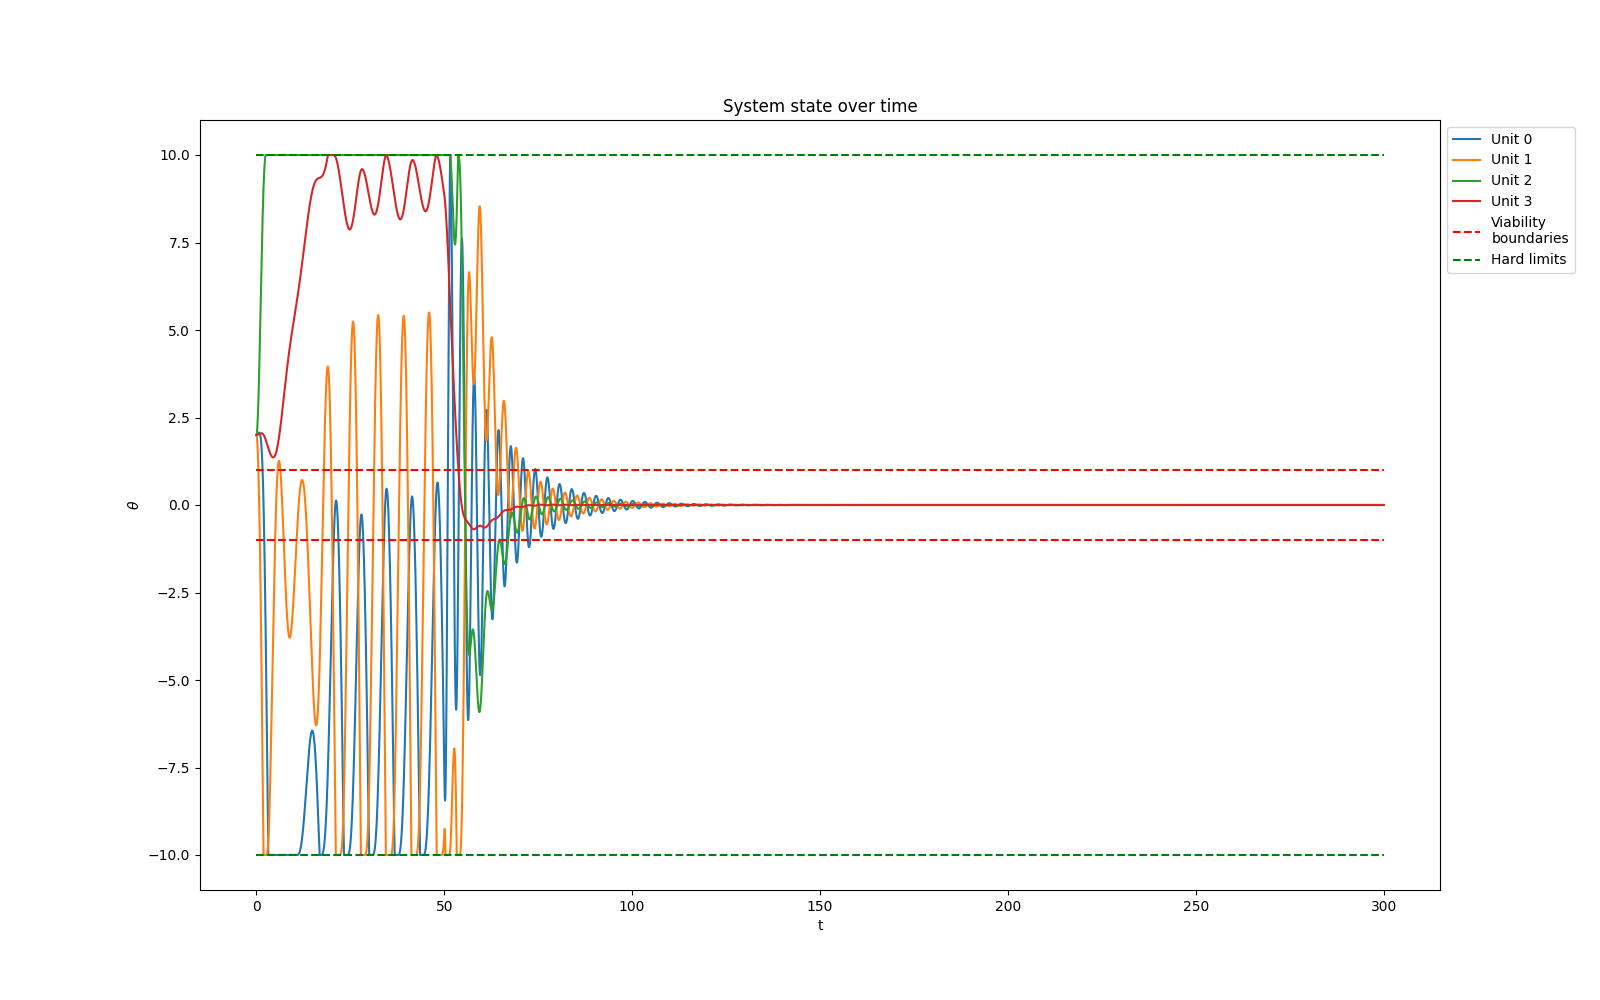 System state over time
10.0
7.5
5.0
2.5
0.0
−2.5
−5.0
−7.5
−10.0
θ
0
50
100
150
200
250
300
t
Unit 0
Unit 1
Unit 2
Unit 3
Viability
boundaries
Hard limits